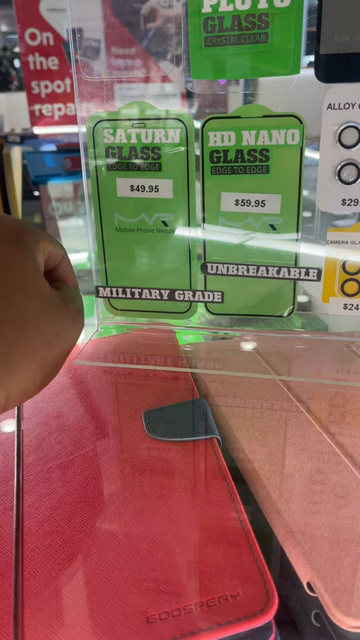 PLUTO
GLASS
CRYSTAL CLEAR
On
the
spot
repairs
ALLOY
SATURN
GLASS
EDGE TO EDGE
$49.95
Mobile Phone Needs
MILITARY GRADE
HD NANO
GLASS
EDGE TO EDGE
$59.95
UNBREAKABLE
$29
CAMERA GLA
$24
GOOSPERY